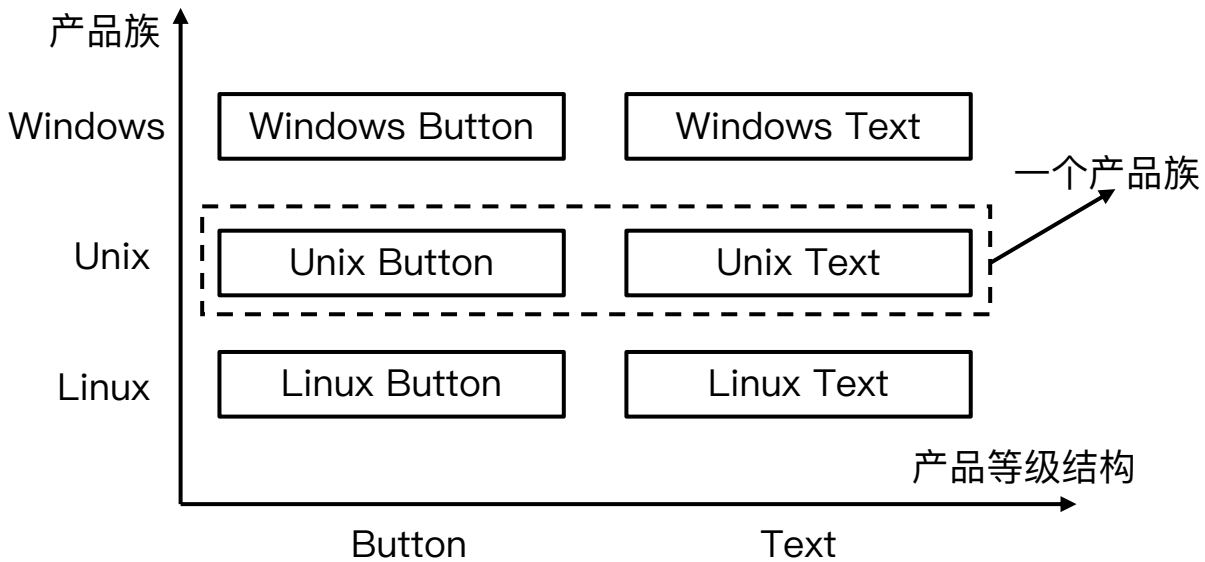 产品族
Windows
Windows Button
Windows Text
一个产品族
Unix
Unix Button
Unix Text
Linux
Linux Button
Linux Text
产品等级结构
Button
Text